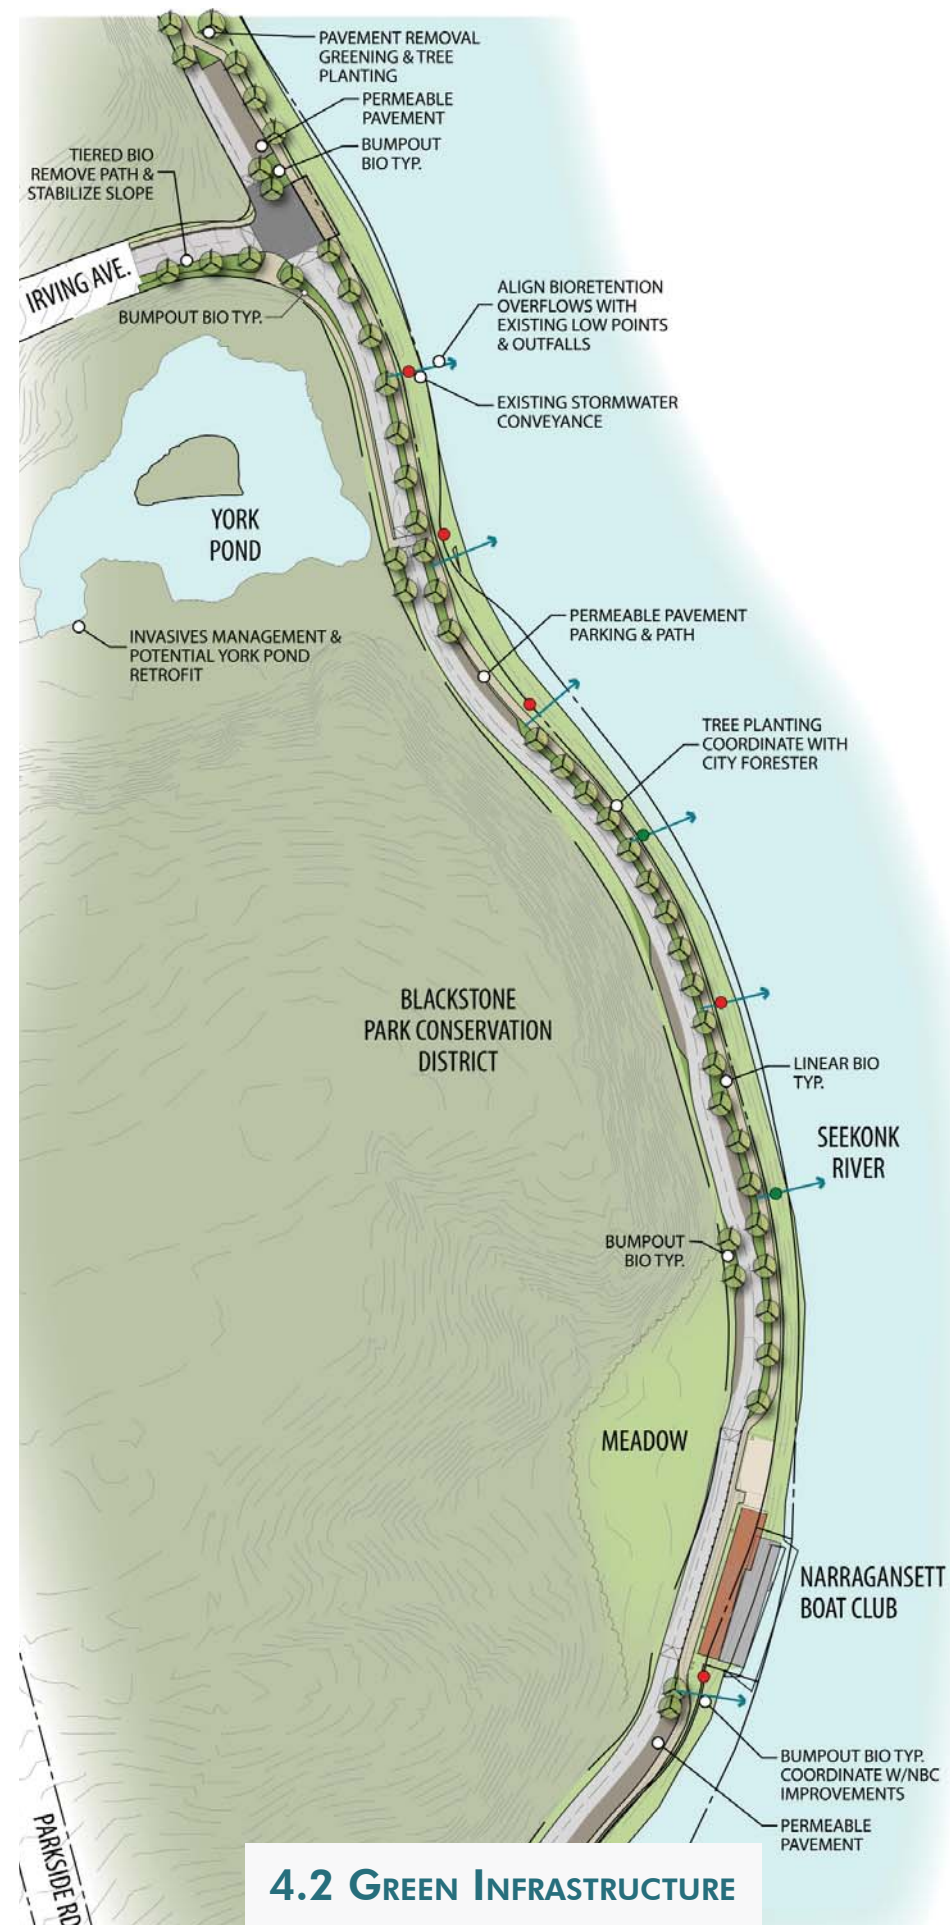 PAVEMENT REMOVAL
GREENING & TREE
PLANTING
PERMEABLE
PAVEMENT
BUMPOUT
BIO TYP.
TIERED BIO
REMOVE PATH &
STABILIZE SLOPE
IRVING AVE.
BUMPOUT BIO TYP.
ALIGN BIORETENTION
OVERFLOWS WITH
EXISTING LOW POINTS
& OUTFALLS
EXISTING STORMWATER
CONVEYANCE
YORK
POND
INVASIVES MANAGEMENT &
POTENTIAL YORK POND
RETROFIT
PERMEABLE PAVEMENT
PARKING & PATH
TREE PLANTING
COORDINATE WITH
CITY FORESTER
BLACKSTONE
PARK CONSERVATION
DISTRICT
LINEAR BIO
TYP.
SEEKONK
RIVER
BUMPOUT
BIO TYP.
MEADOW
NARRAGANSETT
BOAT CLUB
BUMPOUT BIO TYP.
COORDINATE W/NBC
IMPROVEMENTS
PERMEABLE
PAVEMENT
PARKSIDE RD
4.2 GREEN INFRASTRUCTURE